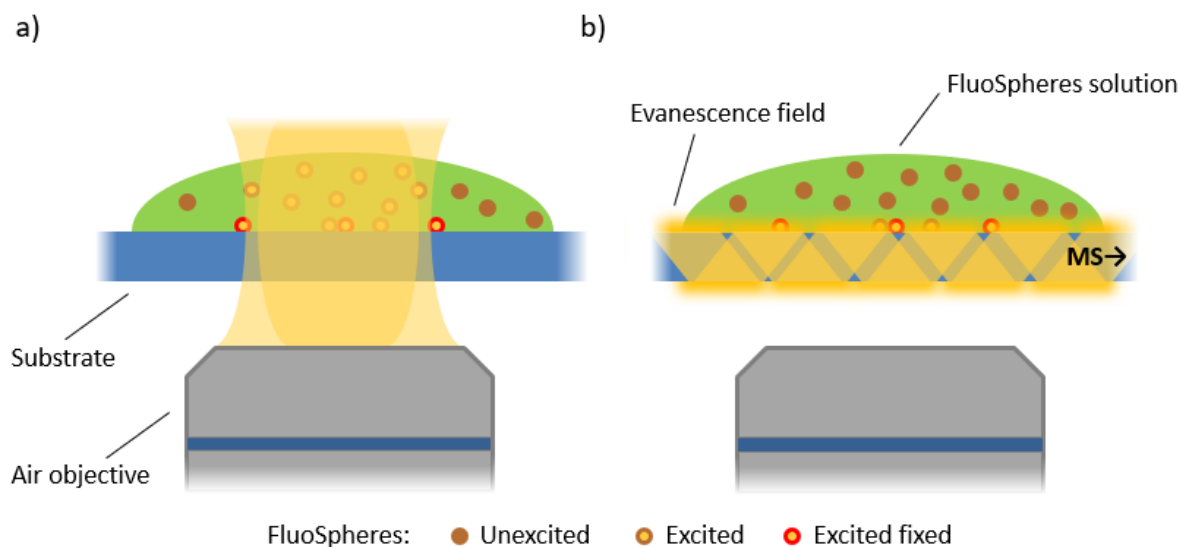 a)
b)
FluoSpheres solution
Evanescence field
MS→
Substrate
Air objective
FluoSpheres: Unexcited Excited Excited fixed